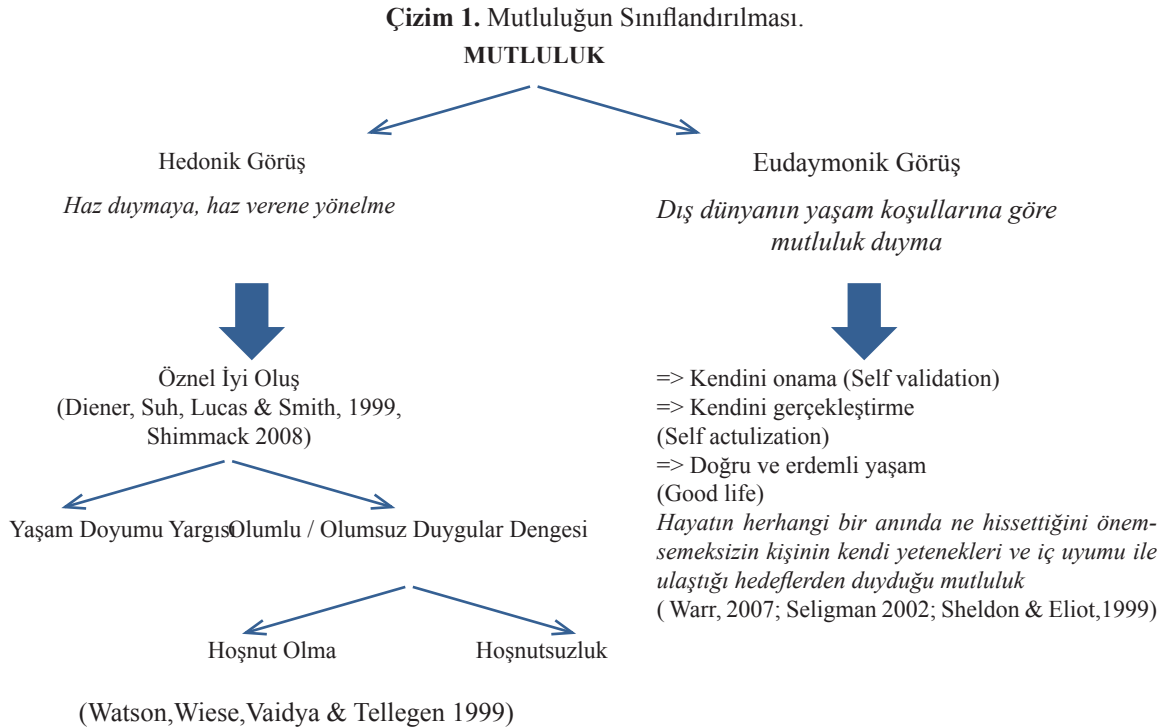 Çizim 1. Mutluluğun Sınıflandırılması.
MUTLULUK
Hedonik Görüş
Haz duymaya, haz verene yönelme
Öznel İyi Oluş
(Diener, Suh, Lucas & Smith, 1999,
Shimmack 2008)
Yaşam Doyumu Yargısı
Olumlu / Olumsuz Duygular Dengesi
Hoşnut Olma
Hoşnutsuzluk
(Watson,Wiese,Vaidya & Tellegen 1999)
Eudaymonik Görüş
Dış dünyanın yaşam koşullarına göre
mutluluk duyma
=> Kendini onama (Self validation)
=> Kendini gerçekleştirme
(Self actulization)
=> Doğru ve erdemli yaşam
(Good life)
Hayatın herhangi bir anında ne hissettiğini önem-
semeksizin kişinin kendi yetenekleri ve iç uyumu ile
ulaştığı hedeflerden duyduğu mutluluk
( Warr, 2007; Seligman 2002; Sheldon & Eliot,1999)